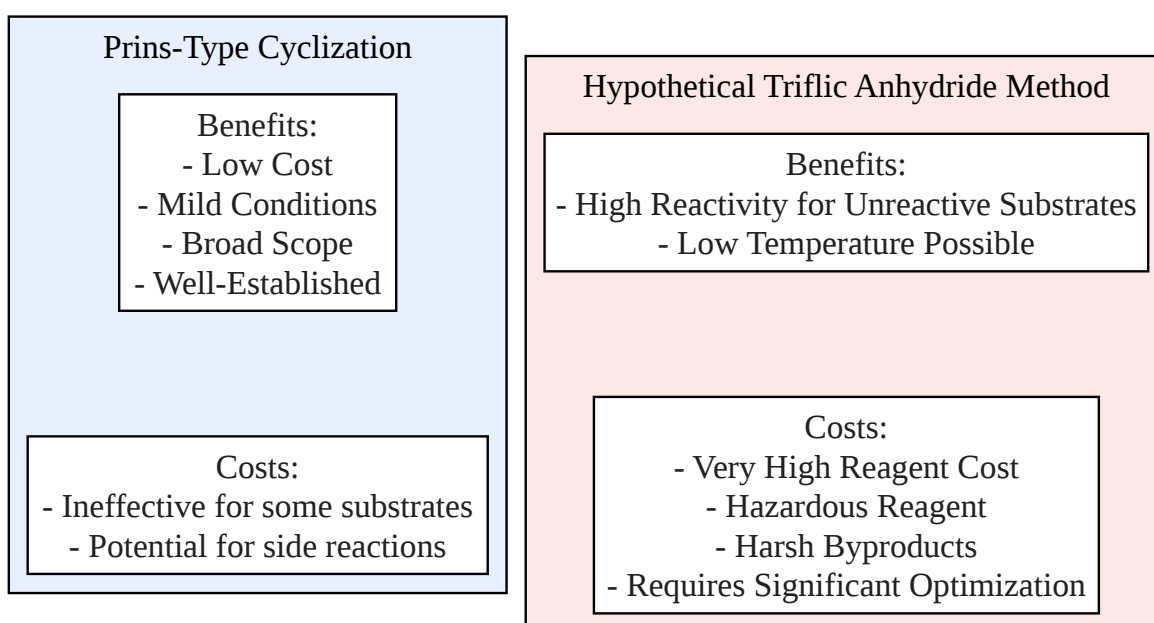 Prins-Type Cyclization
Benefits:
- Low Cost
- Mild Conditions
- Broad Scope
- Well-Established
Costs:
- Ineffective for some substrates
- Potential for side reactions
Hypothetical Triflic Anhydride Method
Benefits:
- High Reactivity for Unreactive Substrates
- Low Temperature Possible
Costs:
- Very High Reagent Cost
- Hazardous Reagent
- Harsh Byproducts
- Requires Significant Optimization